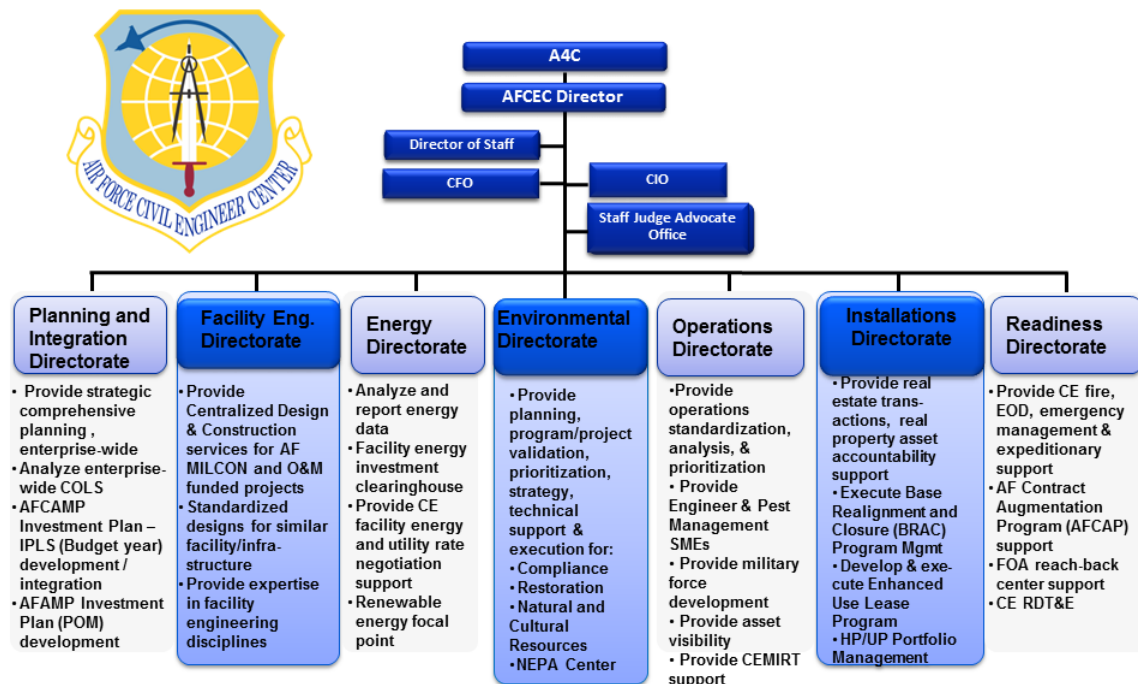 AIR FORCE CIVIL ENGINEER CENTER
A4C
AFCEC Director
Director of Staff
CFO
CIO
Staff Judge Advocate
Office
Planning and
Integration
Directorate
• Provide strategic
comprehensive
planning ,
enterprise-wide
• Analyze enterprise-
wide COLS
• AFCAMP
Investment Plan –
IPLS (Budget year)
development /
integration
• AFAMP Investment
Plan (POM)
development
Facility Eng.
Directorate
• Provide
Centralized Design
& Construction
services for AF
MILCON and O&M
funded projects
• Standardized
designs for similar
facility/infra-
structure
• Provide expertise
in facility
engineering
disciplines
Energy
Directorate
• Analyze and
report energy
data
• Facility energy
investment
clearinghouse
• Provide CE
facility energy
and utility rate
negotiation
support
• Renewable
energy focal
point
Environmental
Directorate
• Provide
planning,
program/project
validation,
prioritization,
strategy,
technical
support &
execution for:
• Compliance
• Restoration
• Natural and
Cultural
Resources
• NEPA Center
Operations
Directorate
• Provide
operations
standardization,
analysis, &
prioritization
• Provide
Engineer & Pest
Management
SMEs
• Provide military
force
development
• Provide asset
visibility
• Provide CEMIRT
support
Installations
Directorate
• Provide real
estate trans-
actions, real
property asset
accountability
support
• Execute Base
Realignment and
Closure (BRAC)
Program Mgmt
• Develop & exe-
cute Enhanced
Use Lease
Program
• HP/UP Portfolio
Management
Readiness
Directorate
• Provide CE fire,
EOD, emergency
management &
expeditionary
support
• AF Contract
Augmentation
Program (AFCAP)
support
• FOA reach-back
center support
• CE RDT&E